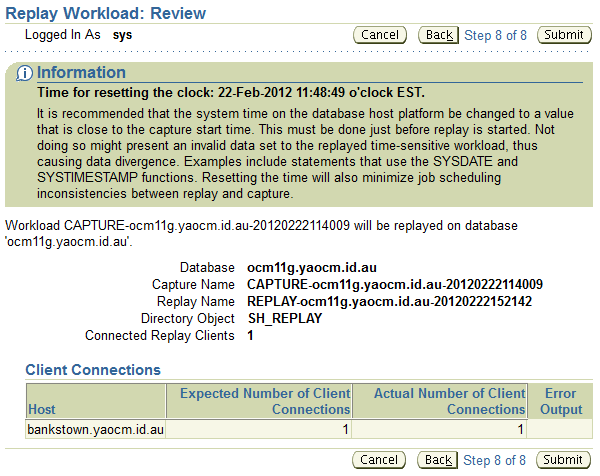 Replay Workload: Review
Logged In As sys
Cancel Back Step 8 of 8 Submit
Information
Time for resetting the clock: 22-Feb-2012 11:48:49 o'clock EST.
It is recommended that the system time on the database host platform be changed to a value
that is close to the capture start time. This must be done just before replay is started. Not
doing so might present an invalid data set to the replayed time-sensitive workload, thus
causing data divergence. Examples include statements that use the SYSDATE and
SYSTIMESTAMP functions. Resetting the time will also minimize job scheduling
inconsistencies between replay and capture.
Workload CAPTURE-ocm11g.yaocm.id.au-20120222114009 will be replayed on database
'ocm11g.yaocm.id.au'.
Database ocm11g.yaocm.id.au
Capture Name CAPTURE-ocm11g.yaocm.id.au-20120222114009
Replay Name REPLAY-ocm11g.yaocm.id.au-20120222152142
Directory Object SH_REPLAY
Connected Replay Clients 1
Client Connections
Expected Number of Client Actual Number of Client Error
Host Connections Connections Output
bankstown.yaocm.id.au 1 1
Cancel Back Step 8 of 8 Submit